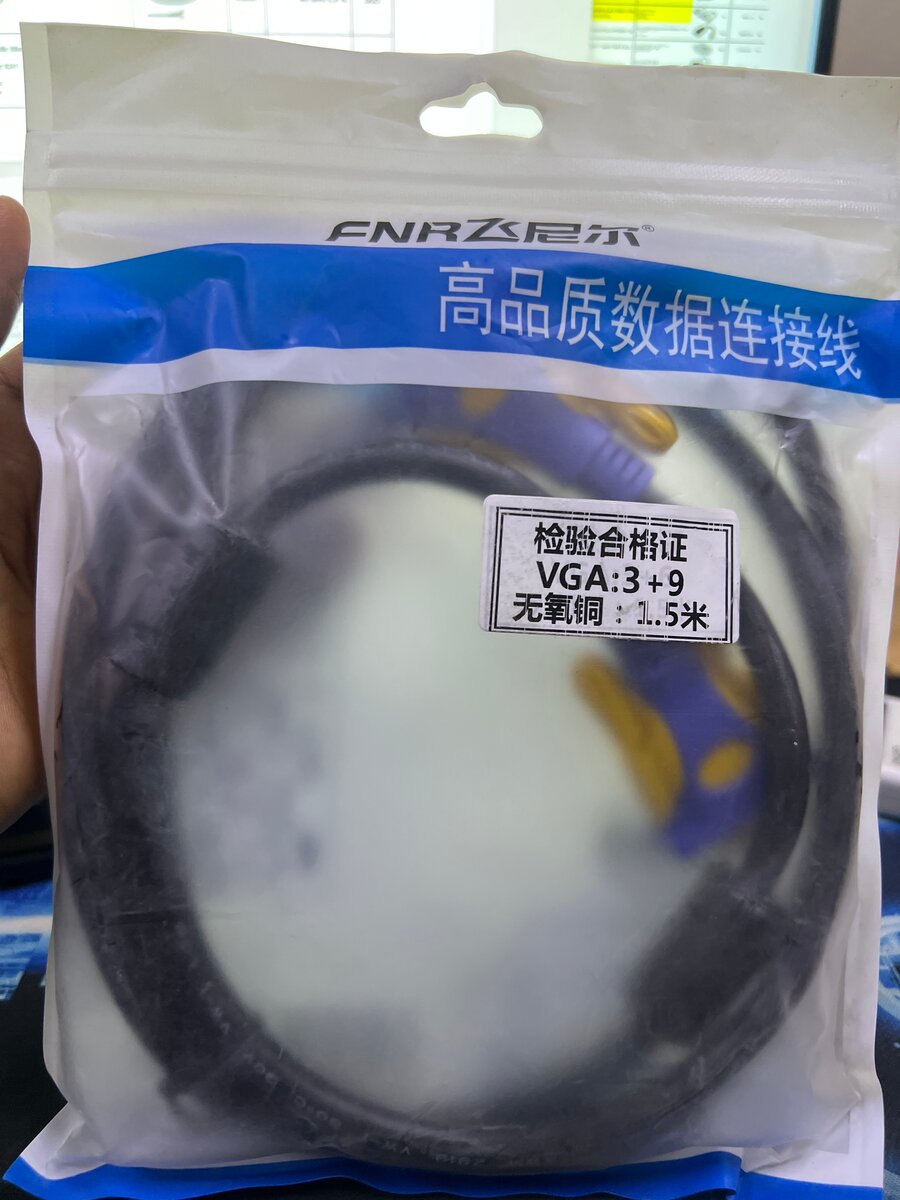 FNR飞尼尔®
高品质数据连接线
检验合格证
VGA:3+9
无氧铜：1.5米